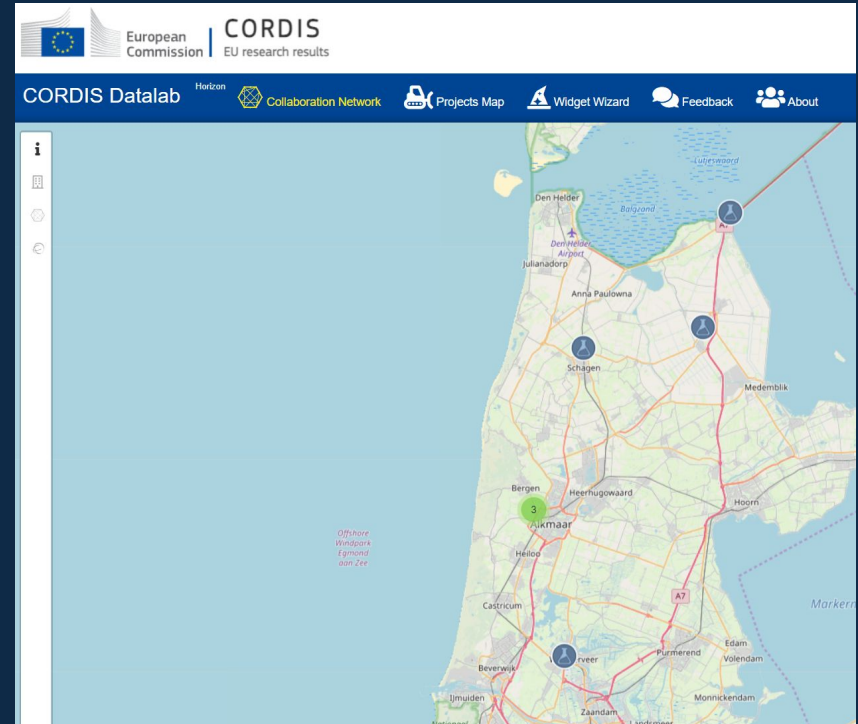 European
Commission
CORDIS
EU research results
CORDIS Datalab
Horizon
Collaboration Network
Projects Map
Widget Wizard
Feedback
About
i
Lutjeswaard
Den Helder
Balgzand
A7
Den Helder
Airport
Julianadorp
Anna Paulowna
Schagen
Medemblik
Bergen
Heerhugowaard
Hoorn
3
Alkmaar
Offshore
Windpark
Egmond
aan Zee
Heiloo
A7
Castricum
Markerm
Edam
Purmerend
Volendam
Beverwijk
Monnickendam
IJmuiden
Zaandam